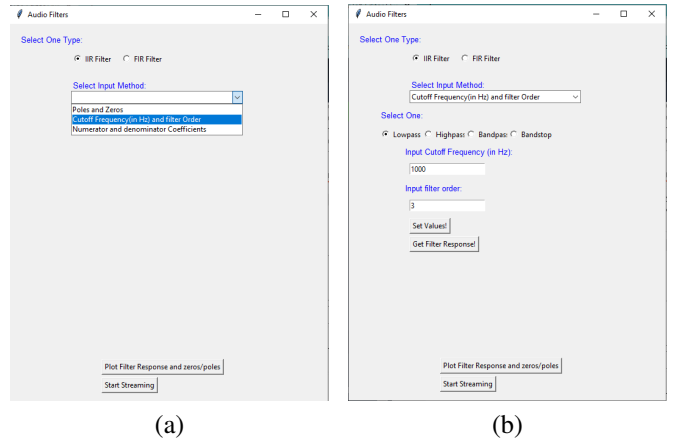 Audio Filters
Select One Type:
IIR Filter FIR Filter
Select Input Method:
Poles and Zeros
Cutoff Frequency(in Hz) and filter Order
Numerator and denominator Coefficients
Plot Filter Response and zeros/poles
Start Streaming
(a)
Audio Filters
Select One Type:
IIR Filter FIR Filter
Select Input Method:
Cutoff Frequency(in Hz) and filter Order
Select One:
Lowpass Highpass Bandpass Bandstop
Input Cutoff Frequency (in Hz):
1000
Input filter order:
3
Set Values!
Get Filter Response!
Plot Filter Response and zeros/poles
Start Streaming
(b)